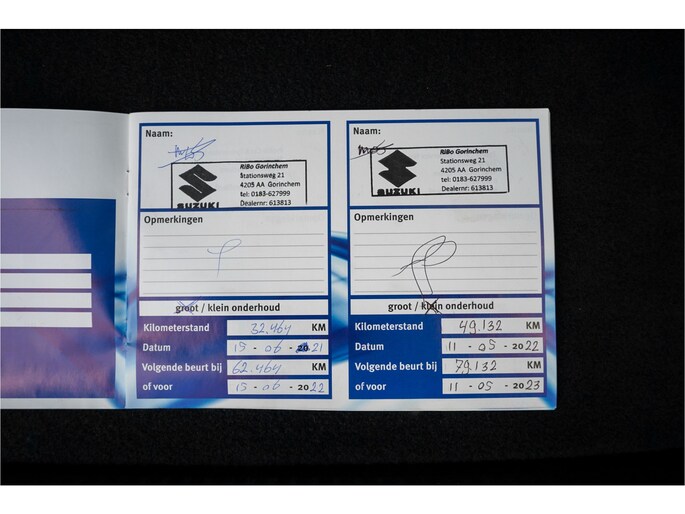 Naam:
RiBo Gorinchem
Stationsweg 21
4205 AA Gorinchem
tel: 0183-627999
Dealernr: 613813
SUZUKI
Opmerkingen
groot / klein onderhoud
Kilometerstand 32.464 KM
Datum 15 - 06 - 2021
Volgende beurt bij 62.464 KM
of voor 15 - 06 - 2022
Naam:
RiBo Gorinchem
Stationsweg 21
4205 AA Gorinchem
tel: 0183-627999
Dealernr: 613813
SUZUKI
Opmerkingen
groot / klein onderhoud
Kilometerstand 49.132 KM
Datum 11 - 05 - 2022
Volgende beurt bij 79.132 KM
of voor 11 - 05 - 2023